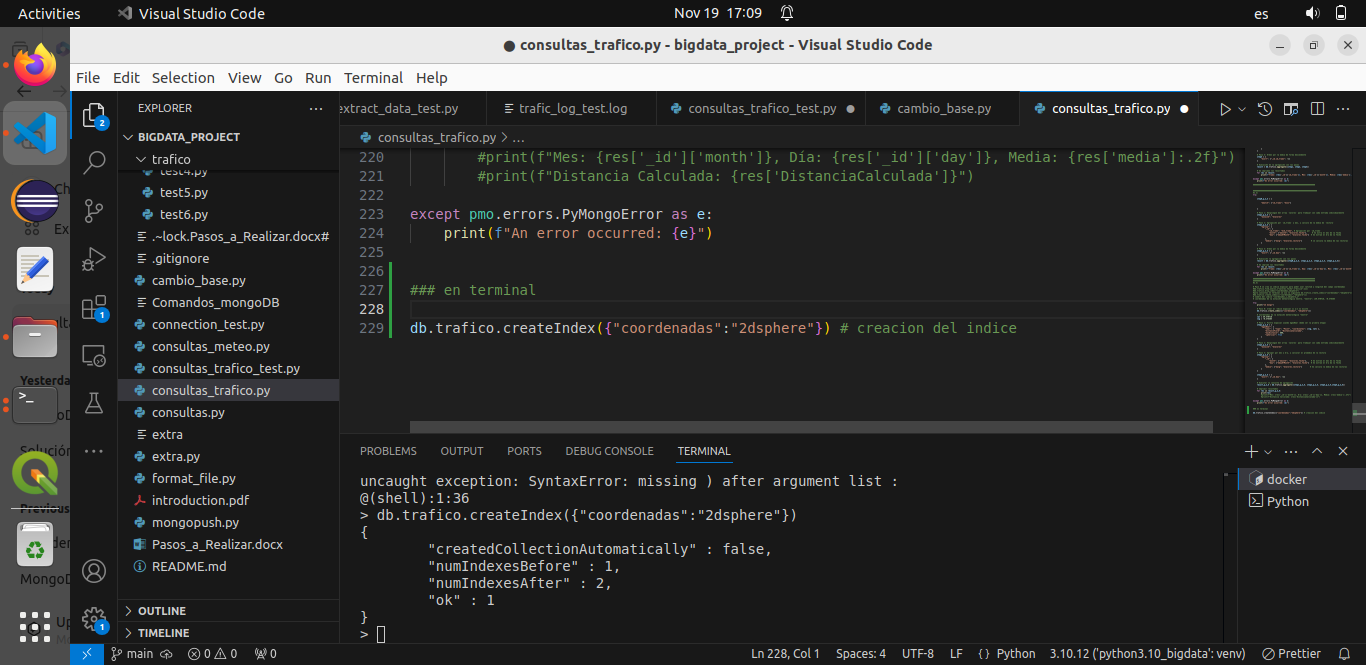 Activities
Visual Studio Code
Nov 19 17:09
es
● consultas_trafico.py - bigdata_project - Visual Studio Code
File Edit Selection View Go Run Terminal Help
EXPLORER
extract_data_test.py
trafic_log_test.log
consultas_trafico_test.py
cambio_base.py
consultas_trafico.py
BIGDATA_PROJECT
trafico
test4.py
test5.py
test6.py
.~lock.Pasos_a_Realizar.docx#
.gitignore
cambio_base.py
Comandos_mongoDB
connection_test.py
consultas_meteo.py
consultas_trafico_test.py
consultas_trafico.py
consultas.py
extra
extra.py
format_file.py
introduction.pdf
mongopush.py
Pasos_a_Realizar.docx
README.md
OUTLINE
TIMELINE
2
1
1
Yesterda
Solución
Previous
MongoD
consultas_trafico.py > ...
220 #print(f"Mes: {res['_id']['month']}, Día: {res['_id']['day']}, Media: {res['media']:.2f}")
221 #print(f"Distancia Calculada: {res['DistanciaCalculada']}")
222
223 except pmo.errors.PyMongoError as e:
224 print(f"An error occurred: {e}")
225
226
227 ### en terminal
228
229 db.trafico.createIndex({"coordenadas":"2dsphere"}) # creacion del indice
PROBLEMS OUTPUT PORTS DEBUG CONSOLE TERMINAL
uncaught exception: SyntaxError: missing ) after argument list :
@(shell):1:36
> db.trafico.createIndex({"coordenadas":"2dsphere"})
{
"createdCollectionAutomatically" : false,
"numIndexesBefore" : 1,
"numIndexesAfter" : 2,
"ok" : 1
}
>
docker
Python
main
0 0
0
Ln 228, Col 1
Spaces: 4
UTF-8
LF
{ } Python
3.10.12 ('python3.10_bigdata': venv)
Prettier